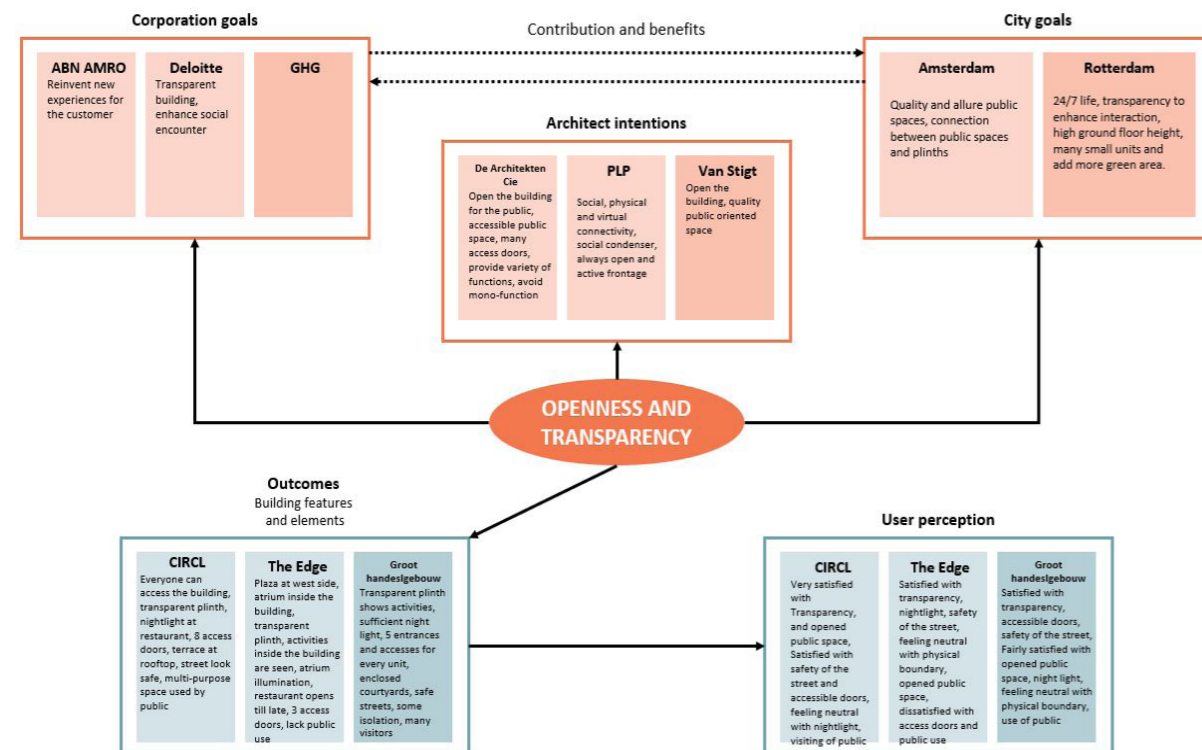 Corporation goals
Contribution and benefits
City goals
ABN AMRO
Reinvent new
experiences for
the customer
Deloitte
Transparent
building,
enhance social
encounter
GHG
Amsterdam
Quality and allure public
spaces, connection
between public spaces
and plinths
Rotterdam
24/7 life, transparency to
enhance interaction,
high ground floor height,
many small units and
add more green area.
Architect intentions
De Architekten
Cie
Open the building
for the public,
accessible public
space, many
access doors,
provide variety of
functions, avoid
mono-function
PLP
Social, physical
and virtual
connectivity,
social condenser,
always open and
active frontage
Van Stigt
Open the
building, quality
public oriented
space
OPENNESS AND
TRANSPARENCY
Outcomes
Building features
and elements
CIRCL
Everyone can
access the building,
transparent plinth,
nightlight at
restaurant, 8 access
doors, terrace at
rooftop, street look
safe, multi-purpose
space used by
public
The Edge
Plaza at west side,
atrium inside the
building,
transparent
plinth, activities
inside the building
are seen, atrium
illumination,
restaurant opens
till late, 3 access
doors, lack public
use
Groot
handeslgebouw
Transparent plinth
shows activities,
sufficient night
light, 5 entrances
and accesses for
every unit,
enclosed
courtyards, safe
streets, some
isolation, many
visitors
User perception
CIRCL
Very satisfied
with
Transparency,
and opened
public space,
Satisfied with
safety of the
street and
accessible doors,
feeling neutral
with nightlight,
visiting of public
The Edge
Satisfied with
transparency,
nightlight, safety
of the street,
feeling neutral
with physical
boundary,
opened public
space,
dissatisfied with
access doors and
public use
Groot
handeslgebouw
Satisfied with
transparency,
accessible doors,
safety of the street,
Fairly satisfied with
opened public
space, night light,
feeling neutral with
physical boundary,
use of public